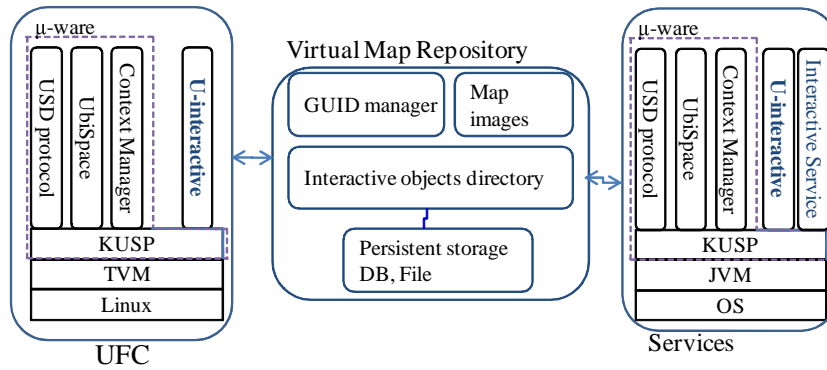 μ-ware
USD protocol
UbiSpace
Context Manager
U-interactive
KUSP
TVM
Linux
UFC
Virtual Map Repository
GUID manager
Map
images
Interactive objects directory
Persistent storage
DB, File
μ-ware
USD protocol
UbiSpace
Context Manager
U-interactive
Interactive Service
KUSP
JVM
OS
Services